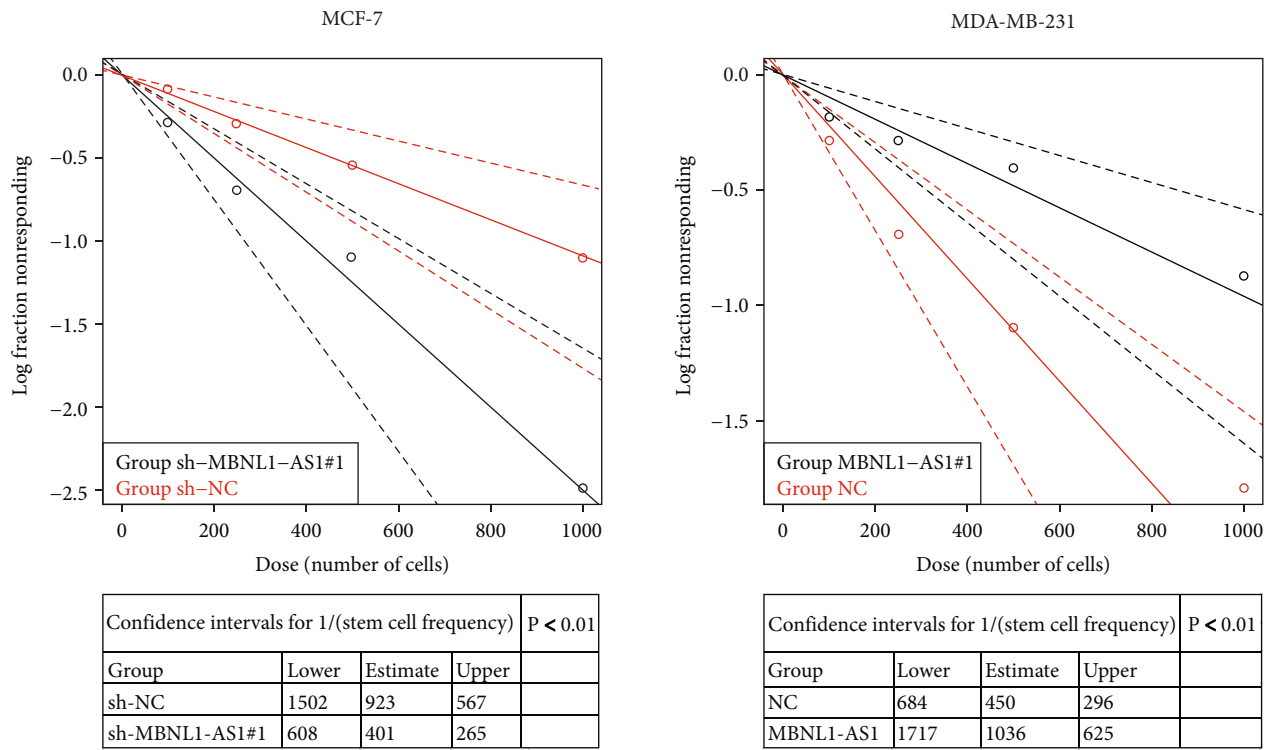 MCF-7
Log fraction nonresponding
0.0
−0.5
−1.0
−1.5
−2.0
−2.5
Group sh−MBNL1−AS1#1
Group sh−NC
0 200 400 600 800 1000
Dose (number of cells)
Confidence intervals for 1/(stem cell frequency) P < 0.01
Group Lower Estimate Upper
sh-NC 1502 923 567
sh-MBNL1-AS1#1 608 401 265
MDA-MB-231
Log fraction nonresponding
0.0
−0.5
−1.0
−1.5
Group MBNL1−AS1#1
Group NC
0 200 400 600 800 1000
Dose (number of cells)
Confidence intervals for 1/(stem cell frequency) P < 0.01
Group Lower Estimate Upper
NC 684 450 296
MBNL1-AS1 1717 1036 625